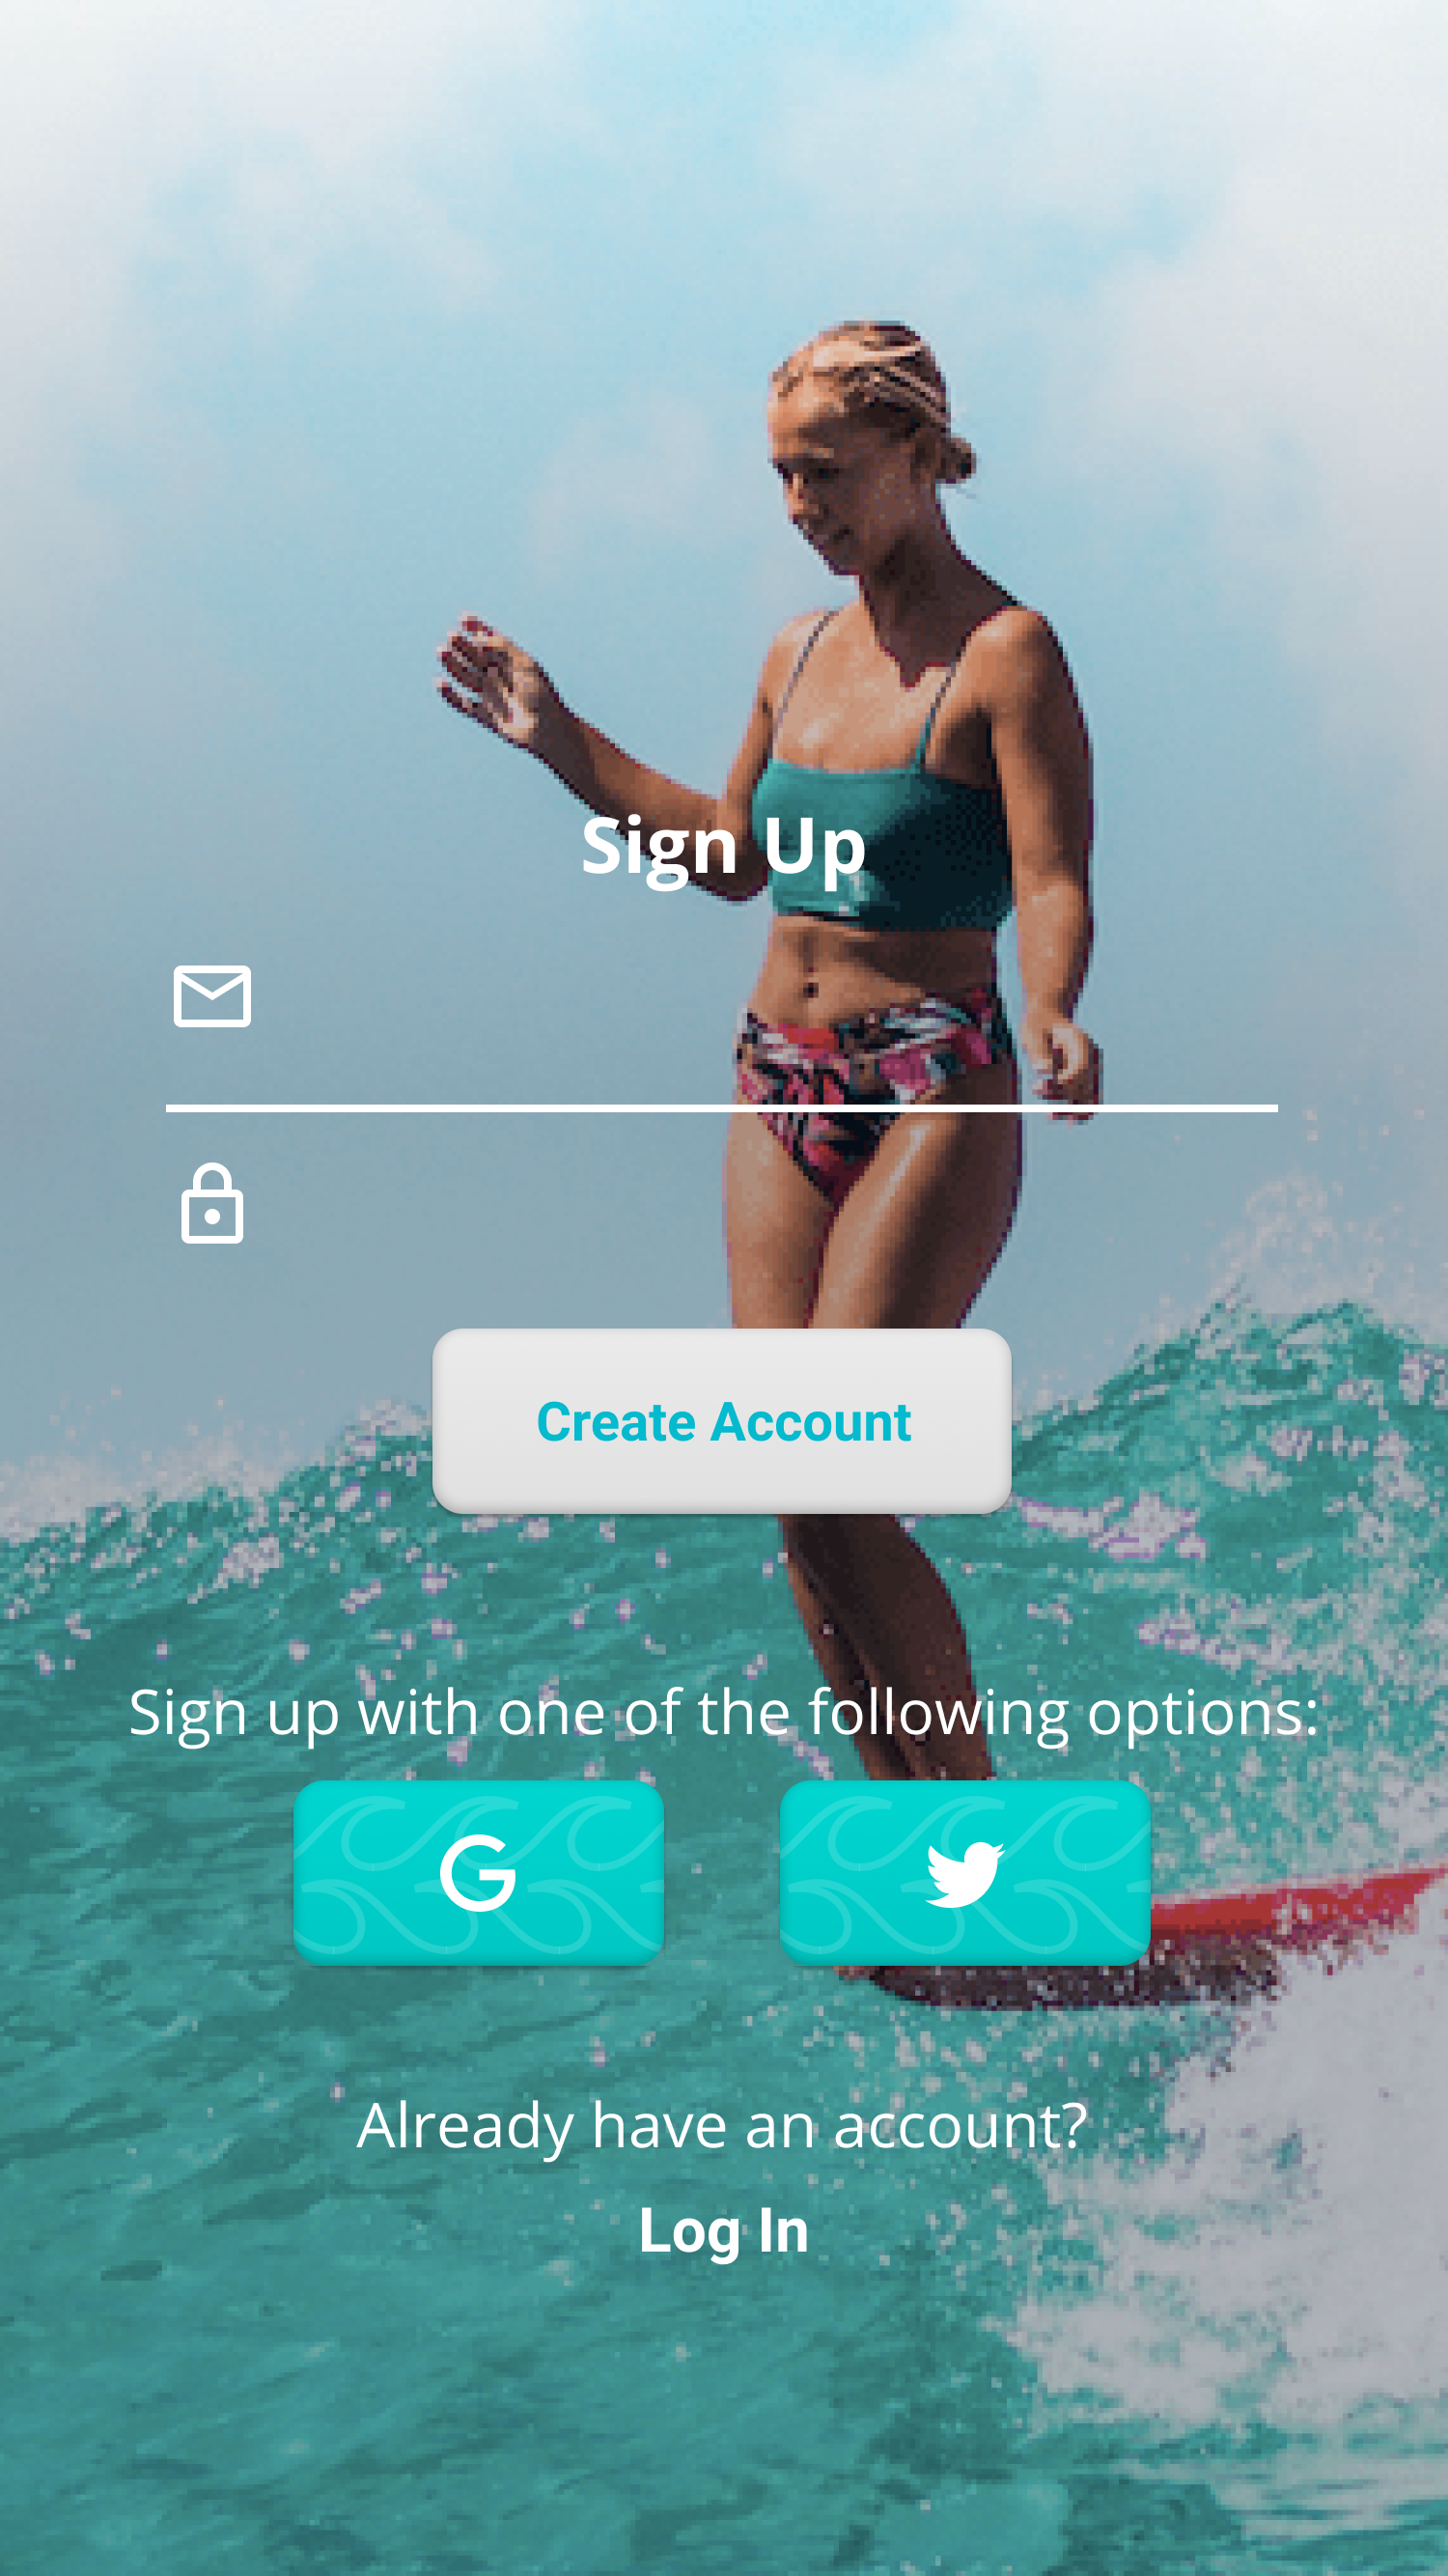 Sign Up
Create Account
Sign up with one of the following options:
G
Already have an account?
Log In